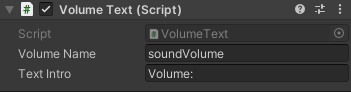 Volume Text (Script)
Script VolumeText
Volume Name soundVolume
Text Intro Volume: